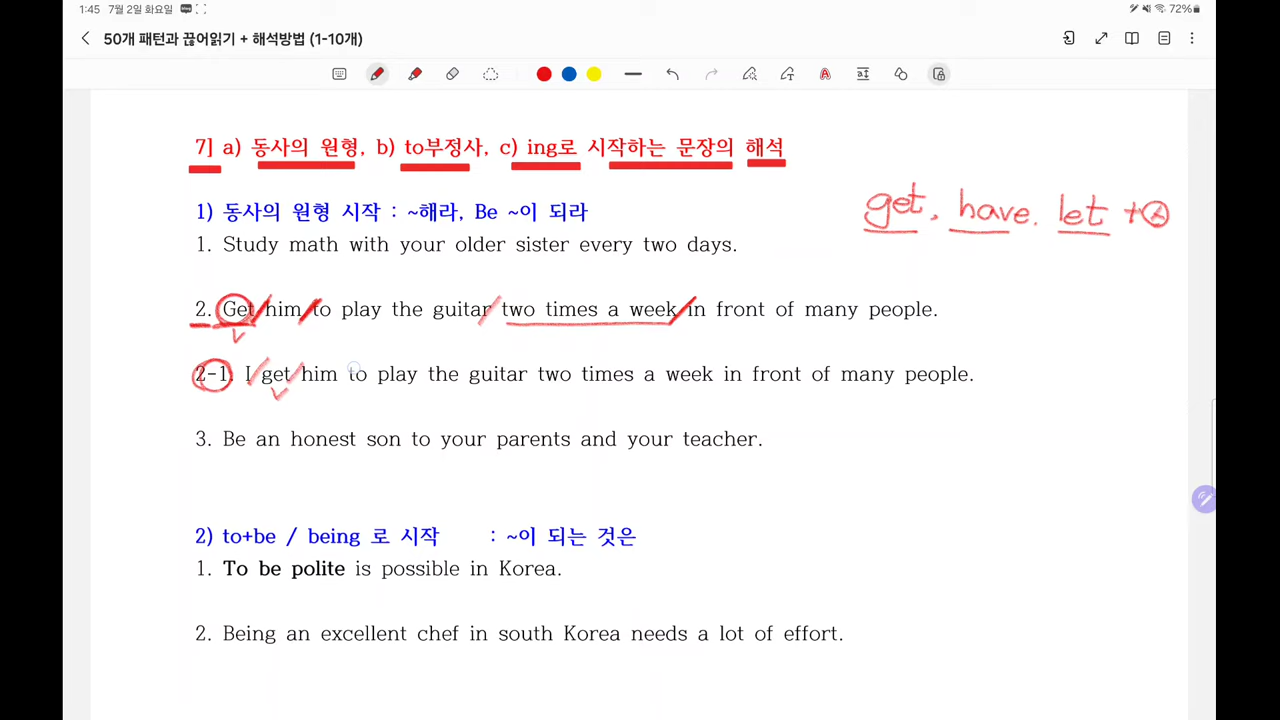 1:45 7월 2일 화요일 72%
50개 패턴과 끊어읽기 + 해석방법 (1-10개)
7] a) 동사의 원형, b) to부정사, c) ing로 시작하는 문장의 해석
1) 동사의 원형 시작 : ~해라, Be ~이 되라
get, have. let +
1. Study math with your older sister every two days.
2. Get him to play the guitar two times a week in front of many people.
2-1. I get him to play the guitar two times a week in front of many people.
3. Be an honest son to your parents and your teacher.
2) to+be / being 로 시작 : ~이 되는 것은
1. To be polite is possible in Korea.
2. Being an excellent chef in south Korea needs a lot of effort.